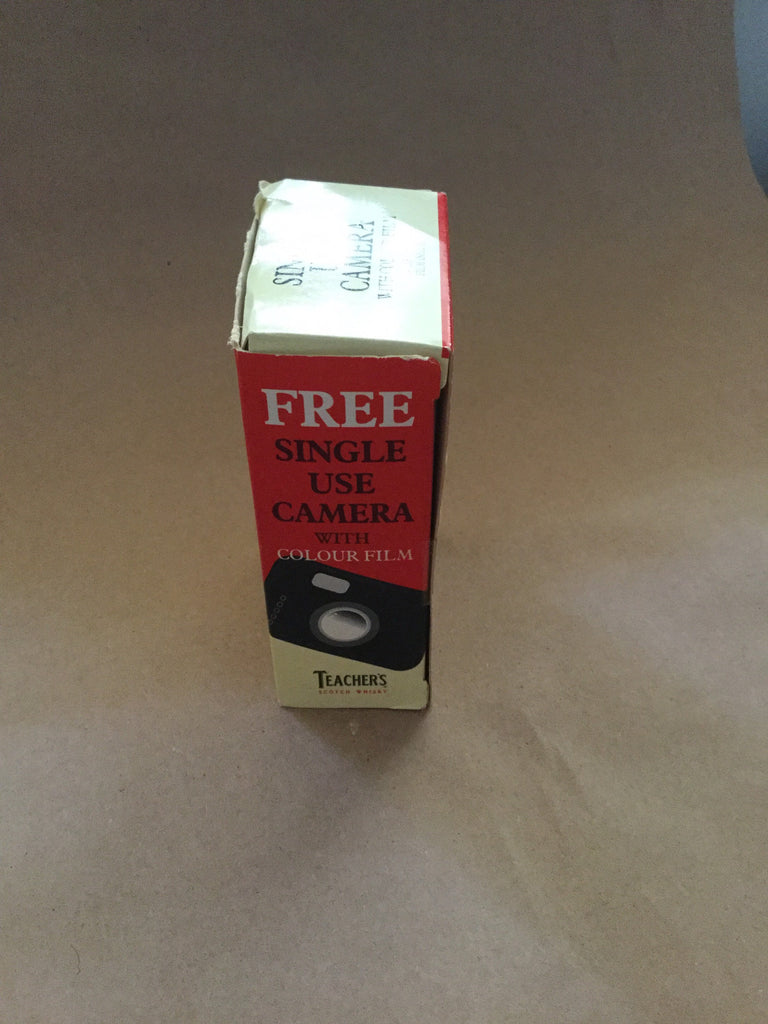 CAMERA
FREE
SINGLE
USE
CAMERA
WITH
COLOUR FILM
TEACHER'S
SCOTCH WHISKY